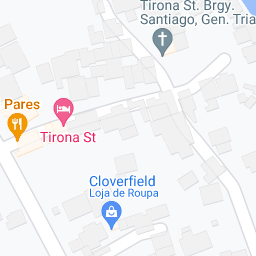 Tirona St. Brgy.
Santiago, Gen. Tria
Pares
Tirona St
Cloverfield
Loja de Roupa